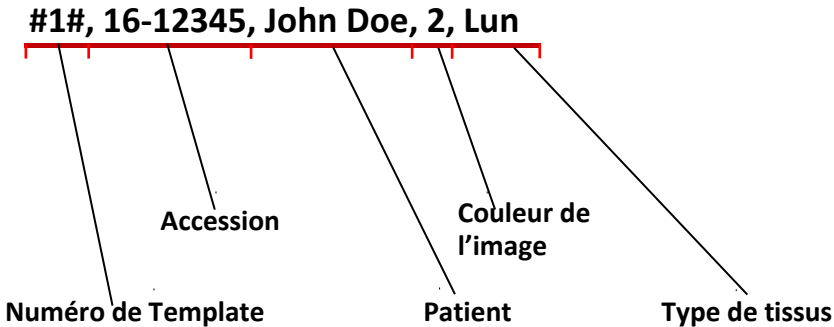 #1#, 16-12345, John Doe, 2, Lun
Accession
Couleur de
l’image
Numéro de Template
Patient
Type de tissus